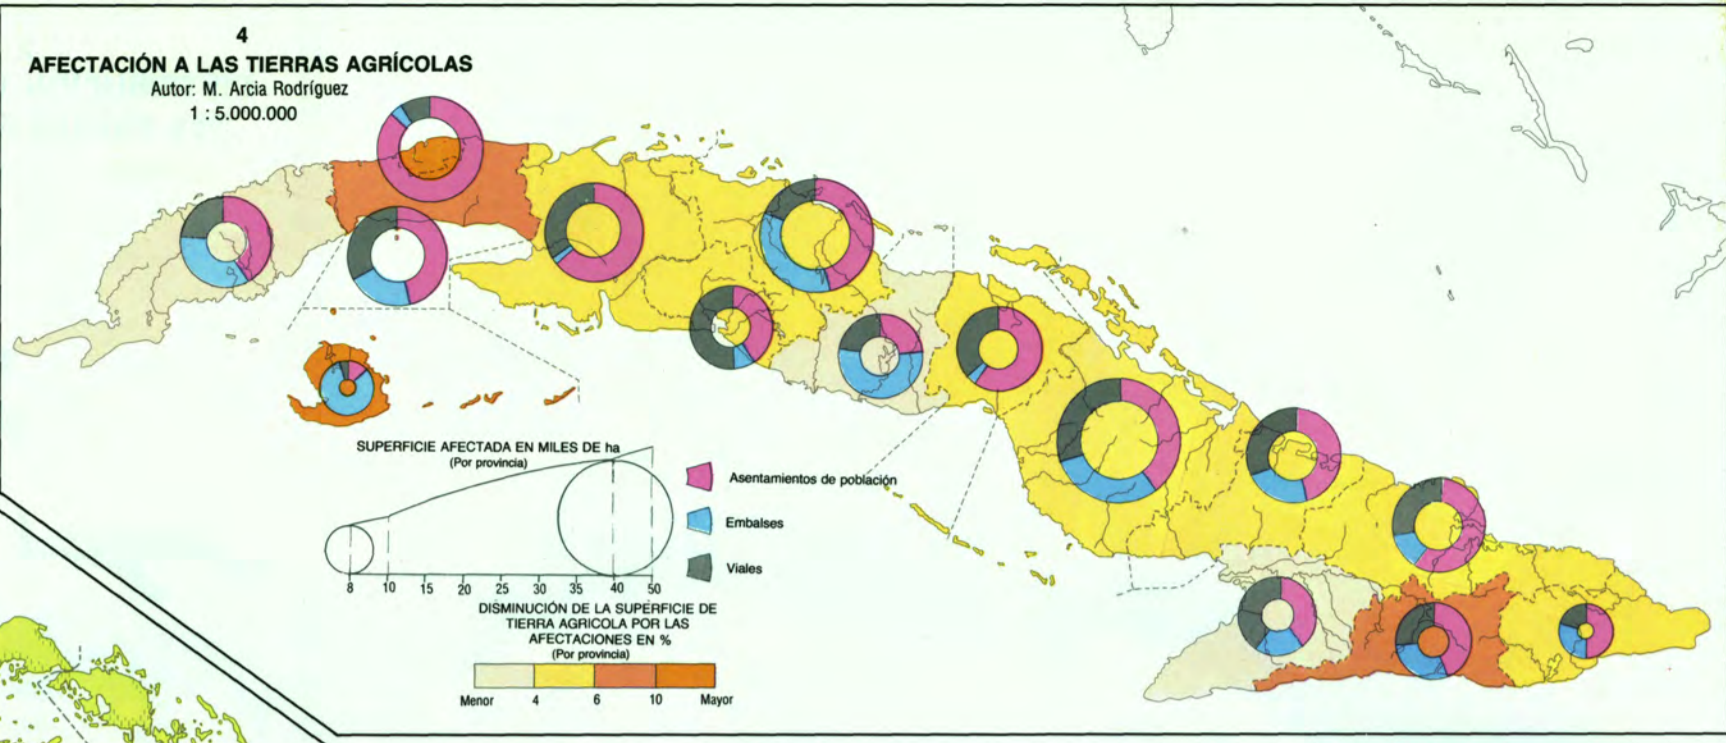 4
AFECTACIÓN A LAS TIERRAS AGRÍCOLAS
Autor: M. Arcia Rodríguez
1 : 5.000.000
SUPERFICIE AFECTADA EN MILES DE ha
(Por provincia)
8 10 15 20 25 30 35 40 50
Asentamientos de población
Embalses
Viales
DISMINUCIÓN DE LA SUPERFICIE DE
TIERRA AGRICOLA POR LAS
AFECTACIONES EN %
(Por provincia)
Menor 4 6 10 Mayor